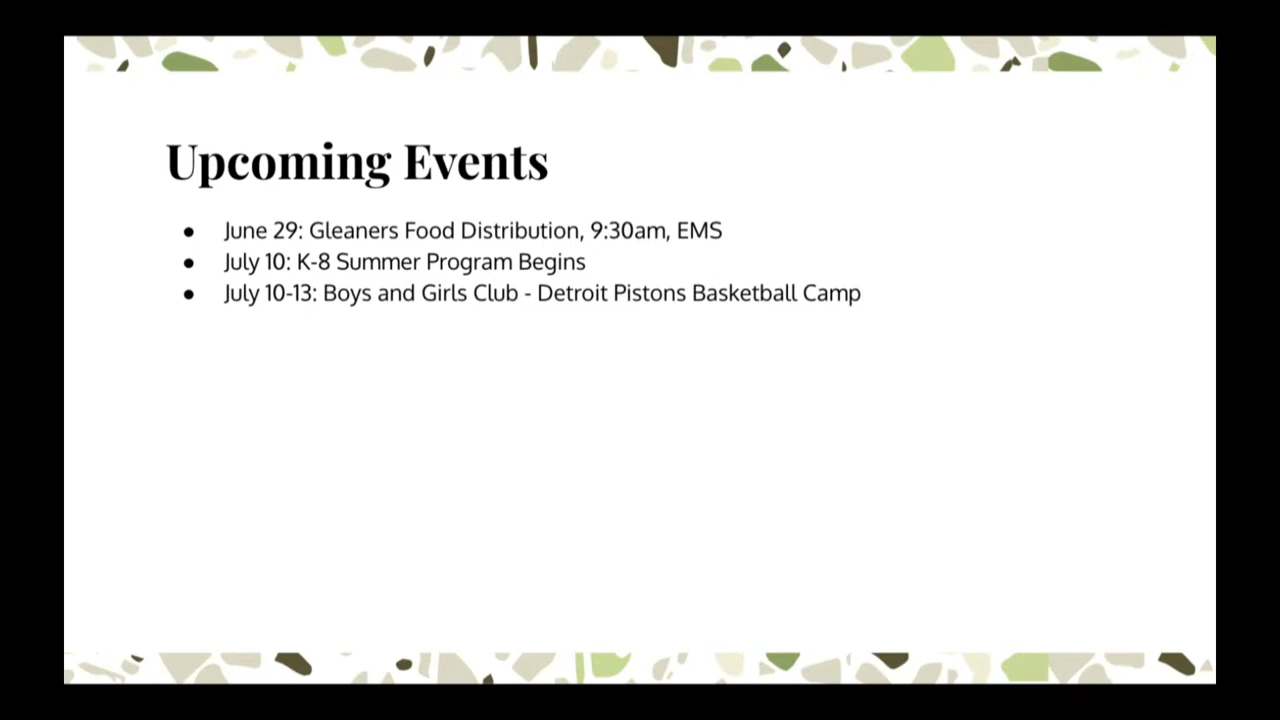 Upcoming Events
● June 29: Gleaners Food Distribution, 9:30am, EMS
● July 10: K-8 Summer Program Begins
● July 10-13: Boys and Girls Club - Detroit Pistons Basketball Camp